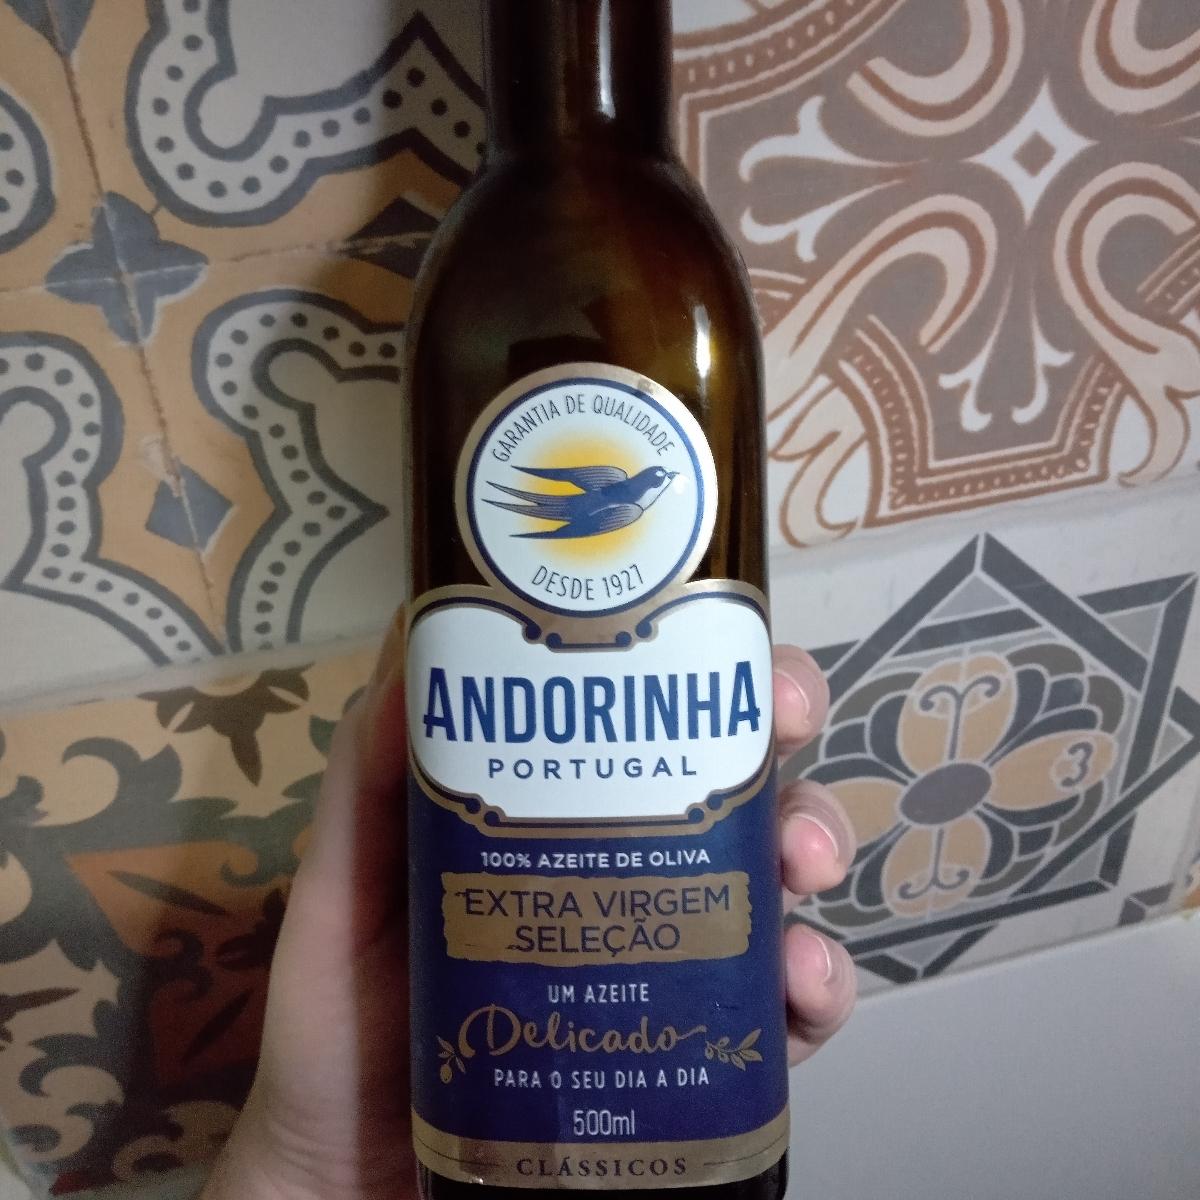 GARANTIA DE QUALIDADE
DESDE 1927
ANDORINHA
PORTUGAL
100% AZEITE DE OLIVA
EXTRA VIRGEM
SELEÇÃO
UM AZEITE
Delicado
PARA O SEU DIA A DIA
500ml
CLÁSSICOS